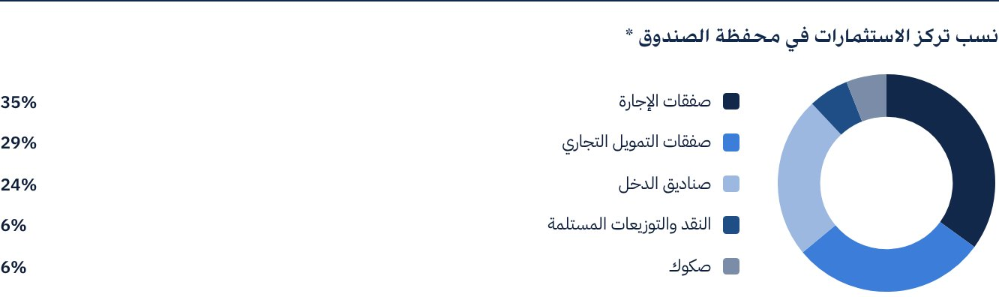 نسب تركز الاستثمارات في محفظة الصندوق *
صفقات الإجارة 35%
صفقات التمويل التجاري 29%
صناديق الدخل 24%
النقد والتوزيعات المستلمة 6%
صكوك 6%